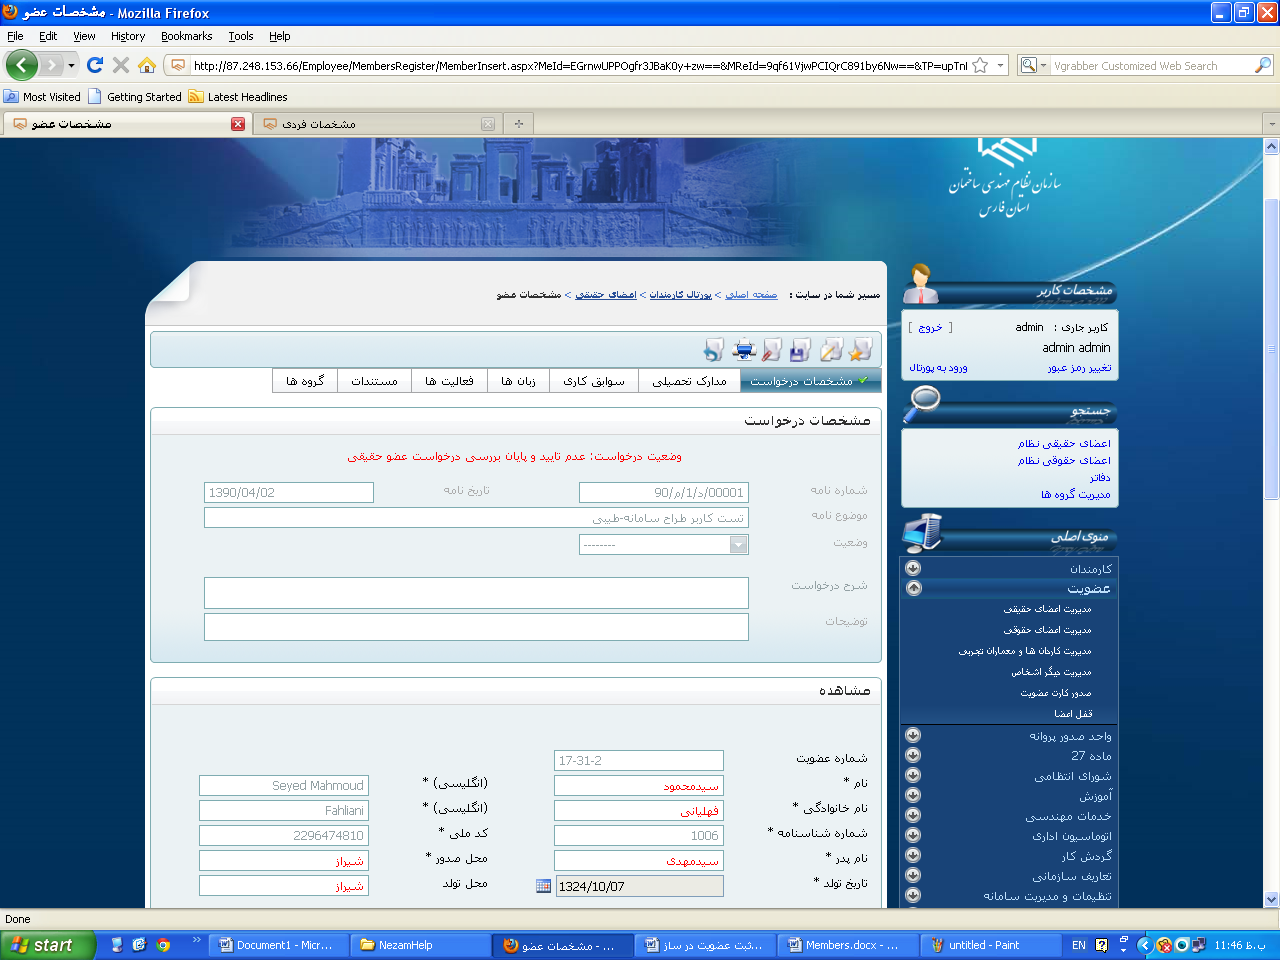 مشخصات عضو - Mozilla Firefox
File Edit View History Bookmarks Tools Help
http://87.248.153.66/Employee/MembersRegister/MemberInsert.aspx?MeId=EGrnwUPPOgfr3JBaK0y+zw==&MReId=9qf61VjwPCIQrC891by6Nw==&TP=upTnI
Vgrabber Customized Web Search
Most Visited Getting Started Latest Headlines
مشخصات عضو
مشخصات فردی
سازمان نظام مهندسی ساختمان
استان فارس
مسیر شما در سایت : صفحه اصلی > پورتال کارمندان > اعضای حقیقی > مشخصات عضو
مشخصات درخواست مدارک تحصیلی سوابق کاری زبان ها فعالیت ها مستندات گروه ها
مشخصات درخواست
وضعیت درخواست: عدم تایید و پایان بررسی درخواست عضو حقیقی
شماره نامه 90/م/1/د/00001 تاریخ نامه 1390/04/02
موضوع نامه تست کاربر طراح سامانه-طیبی
وضعیت --------
شرح درخواست
توضیحات
مشاهده
شماره عضویت 17-31-2
نام * سیدمحمود (انگلیسی) * Seyed Mahmoud
نام خانوادگی * فهلیانی (انگلیسی) * Fahliani
شماره شناسنامه * 1006 کد ملی * 2296474810
نام پدر * سیدمهدی محل صدور * شیراز
تاریخ تولد * 1324/10/07 محل تولد شیراز
مشخصات کاربر
کاربر جاری : admin [ خروج ]
admin admin
تغییر رمز عبور ورود به پورتال
جستجو
اعضای حقیقی نظام
اعضای حقوقی نظام
دفاتر
مدیریت گروه ها
منوی اصلی
کارمندان
عضویت
مدیریت اعضای حقیقی
مدیریت اعضای حقوقی
مدیریت کاردان ها و معماران تجربی
مدیریت دیگر اشخاص
صدور کارت عضویت
قفل اعضا
واحد صدور پروانه
ماده 27
شورای انتظامی
آموزش
خدمات مهندسی
اتوماسیون اداری
گردش کار
تعاریف سازمانی
تنظیمات و مدیریت سامانه
Done
start Document1 - Micr... NezamHelp مشخصات عضو - ... ثبت عضویت در ساز... Members.docx - ... untitled - Paint EN 11:46 ب.ظ